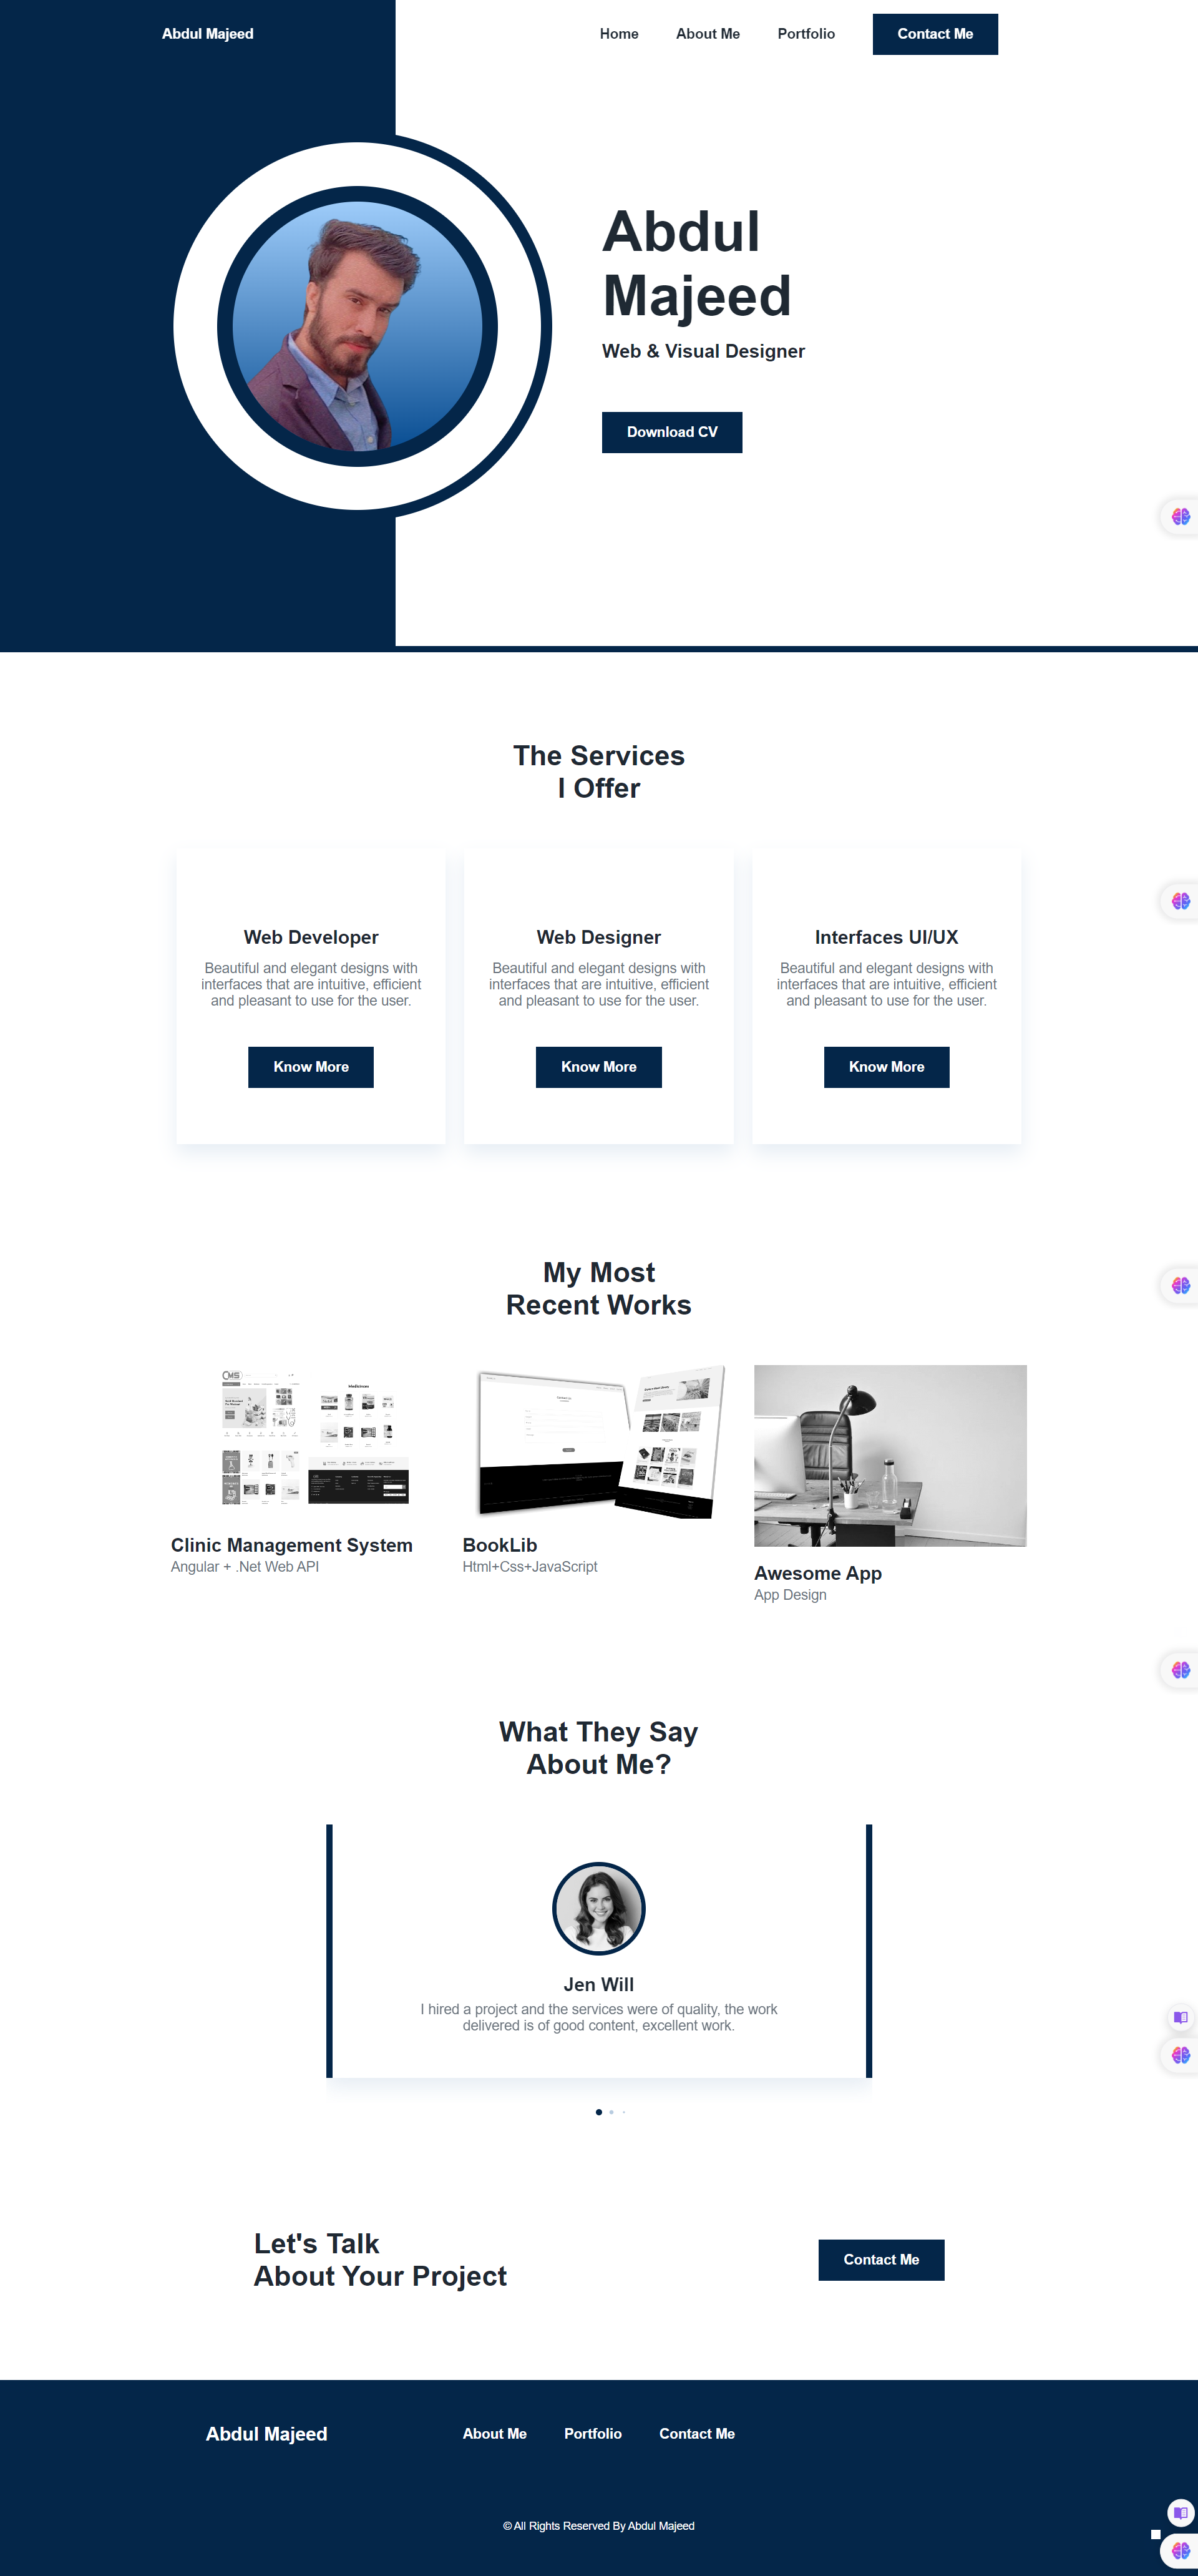 Abdul Majeed
Home
About Me
Portfolio
Contact Me
Abdul
Majeed
Web & Visual Designer
Download CV
The Services
I Offer
Web Developer
Beautiful and elegant designs with
interfaces that are intuitive, efficient
and pleasant to use for the user.
Know More
Web Designer
Beautiful and elegant designs with
interfaces that are intuitive, efficient
and pleasant to use for the user.
Know More
Interfaces UI/UX
Beautiful and elegant designs with
interfaces that are intuitive, efficient
and pleasant to use for the user.
Know More
My Most
Recent Works
CMS
Medicines
Clinic Management System
Angular + .Net Web API
BookLib
Html+Css+JavaScript
Awesome App
App Design
What They Say
About Me?
Jen Will
I hired a project and the services were of quality, the work
delivered is of good content, excellent work.
Let's Talk
About Your Project
Contact Me
Abdul Majeed
About Me
Portfolio
Contact Me
© All Rights Reserved By Abdul Majeed